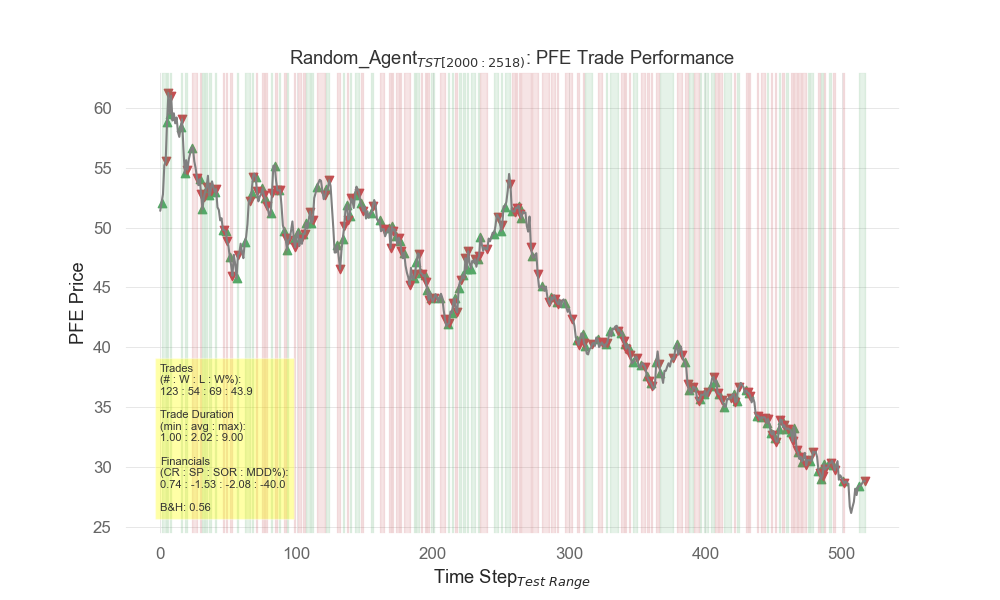 Random_Agent TST[2000:2518): PFE Trade Performance
PFE Price
60
55
50
45
40
35
30
25
Trades
(# : W : L : W%):
123 : 54 : 69 : 43.9
Trade Duration
(min : avg : max):
1.00 : 2.02 : 9.00
Financials
(CR : SP : SOR : MDD%):
0.74 : -1.53 : -2.08 : -40.0
B&H: 0.56
0 100 200 300 400 500
Time Step Test Range